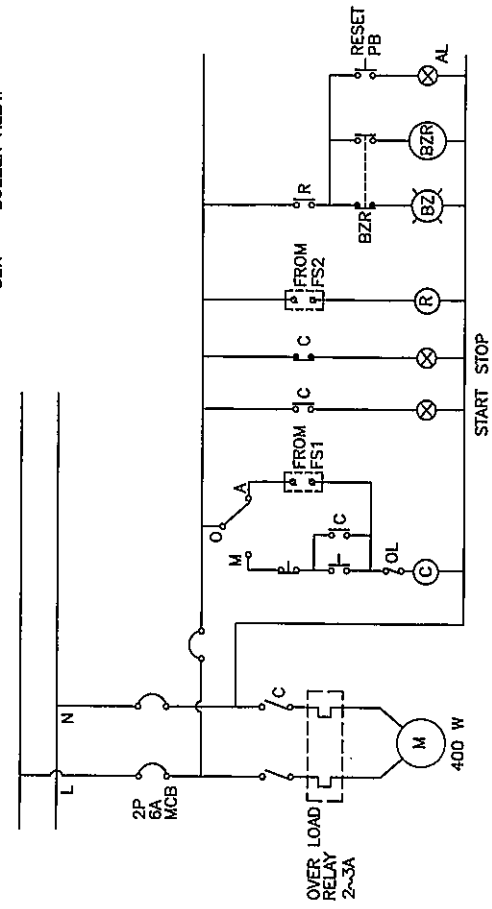 L
N
2P
6A
MCB
C
OVER LOAD
RELAY
2~3A
M
400 W
O
A
M
FROM
FS1
C
OL
C
C
C
START STOP
FROM
FS2
R
R
BZR
BZ
BZR
RESET
PB
AL